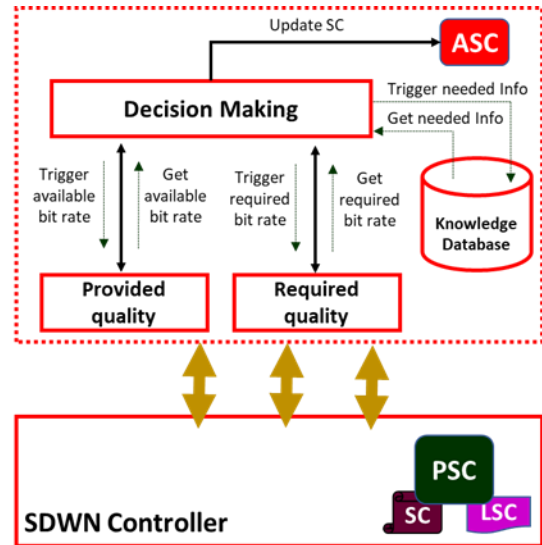 Update SC
ASC
Decision Making
Trigger needed Info
Get needed Info
Trigger
available
bit rate
Get
available
bit rate
Trigger
required
bit rate
Get
required
bit rate
Knowledge
Database
Provided
quality
Required
quality
PSC
SC
LSC
SDWN Controller